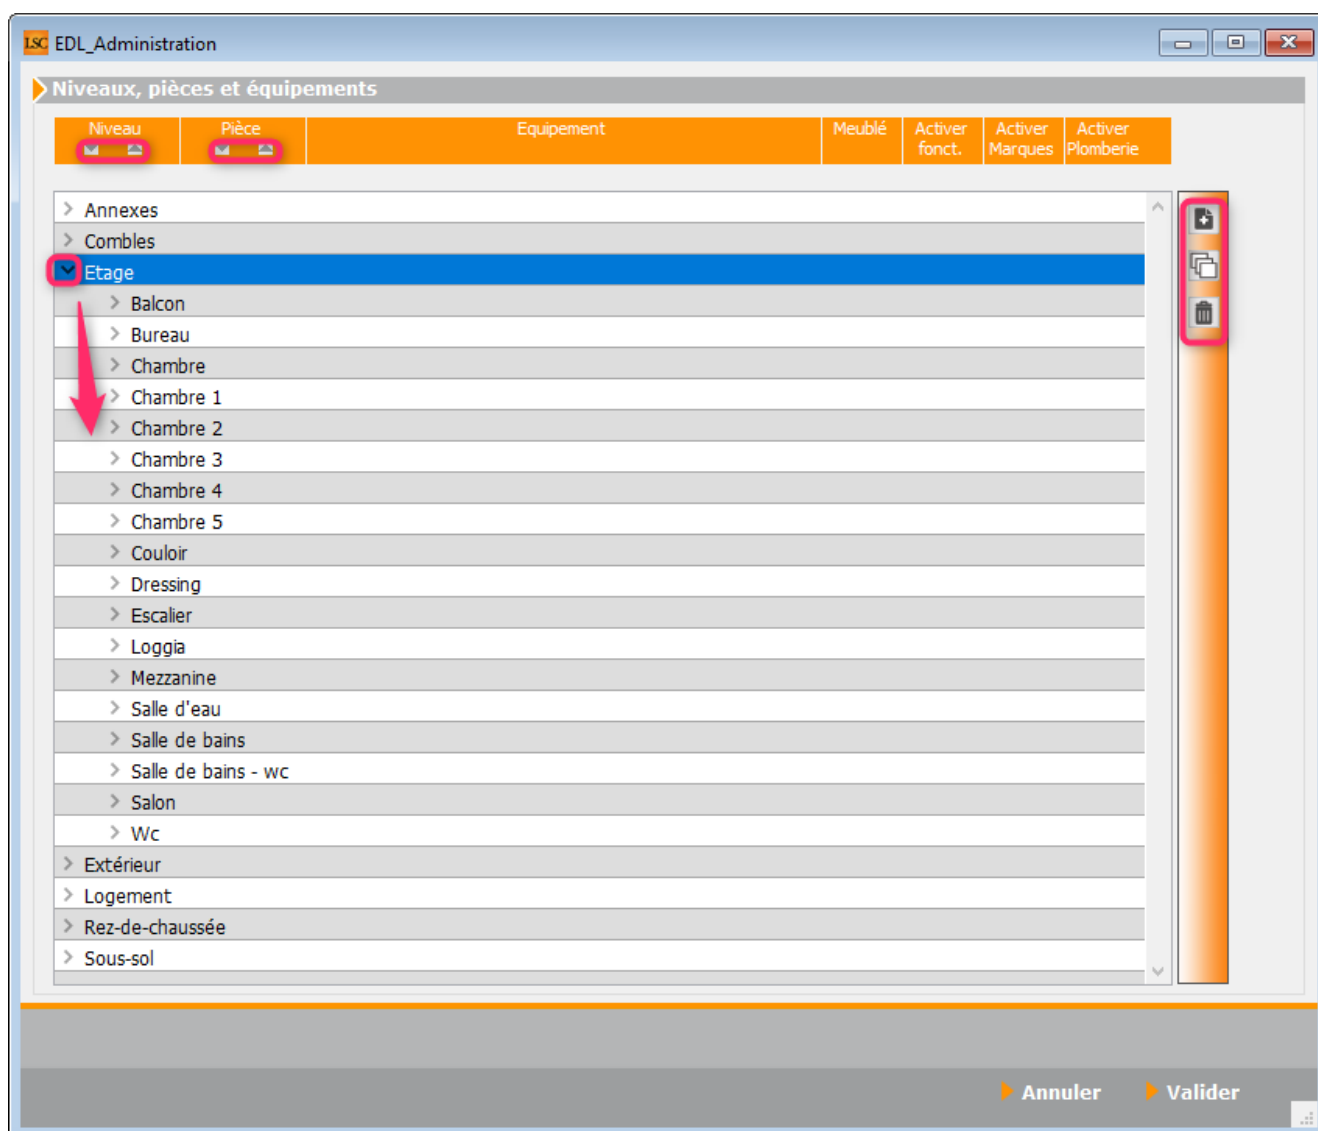 LSC EDL_Administration
Niveaux, pièces et équipements
Niveau Pièce Equipement Meublé Activer fonct. Activer Marques Activer Plomberie
Annexes
Combles
Etage
Balcon
Bureau
Chambre
Chambre 1
Chambre 2
Chambre 3
Chambre 4
Chambre 5
Couloir
Dressing
Escalier
Loggia
Mezzanine
Salle d'eau
Salle de bains
Salle de bains - wc
Salon
Wc
Extérieur
Logement
Rez-de-chaussée
Sous-sol
Annuler Valider